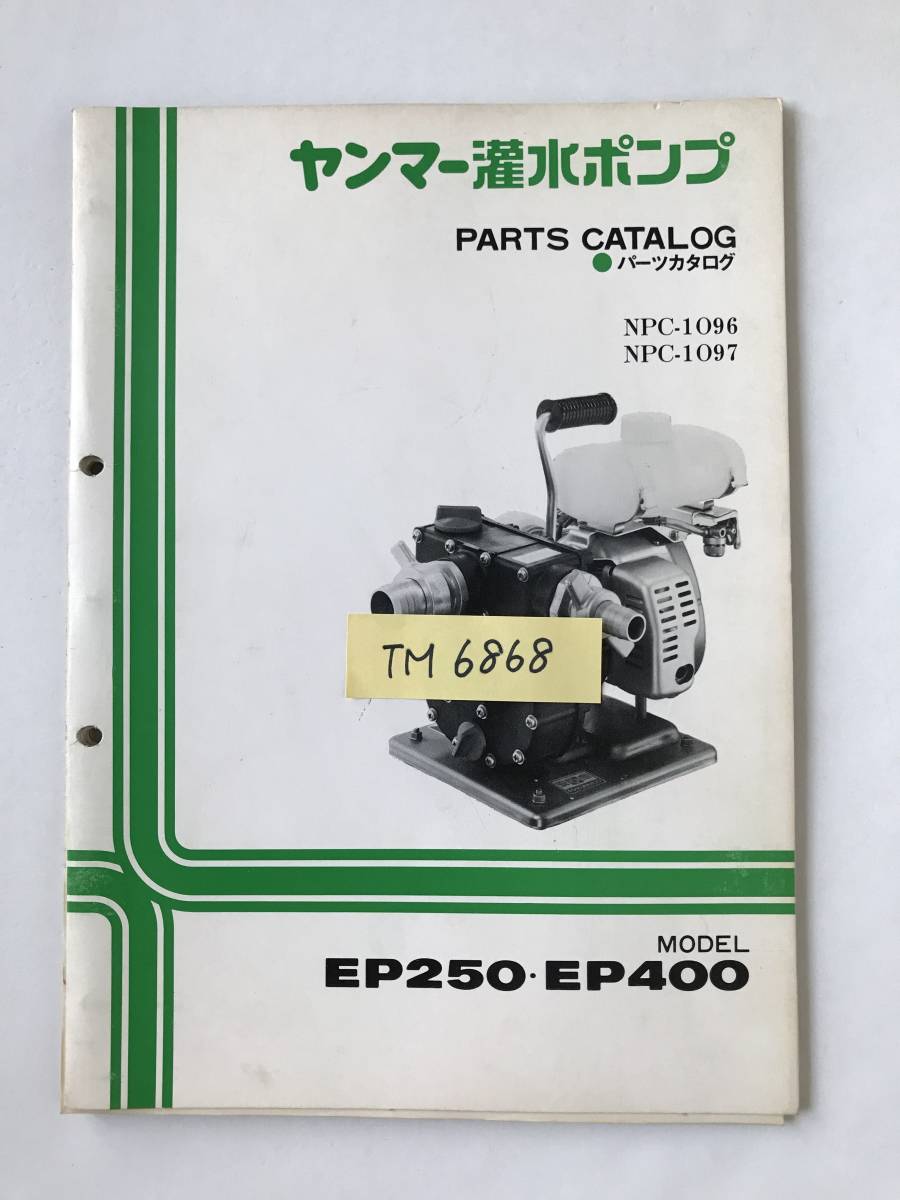 ヤンマー灌水ポンプ
PARTS CATALOG
●パーツカタログ
NPC-1096
NPC-1097
TM 6868
MODEL
EP250・EP400